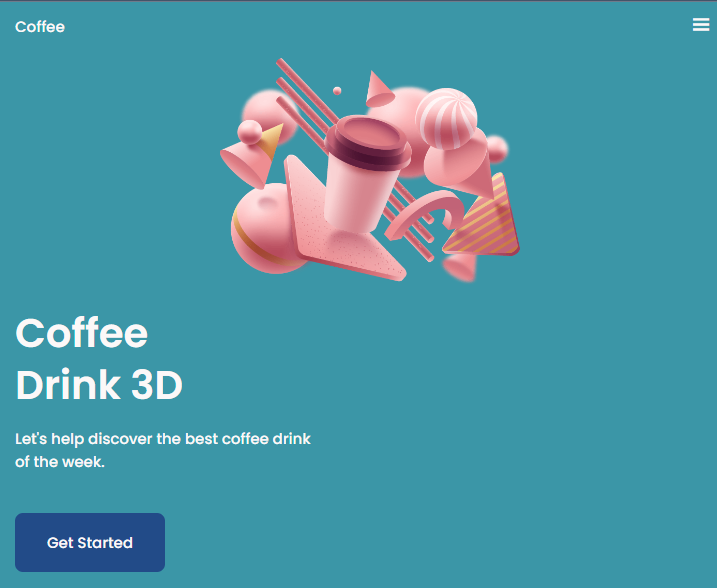 Coffee
Coffee
Drink 3D
Let's help discover the best coffee drink
of the week.
Get Started